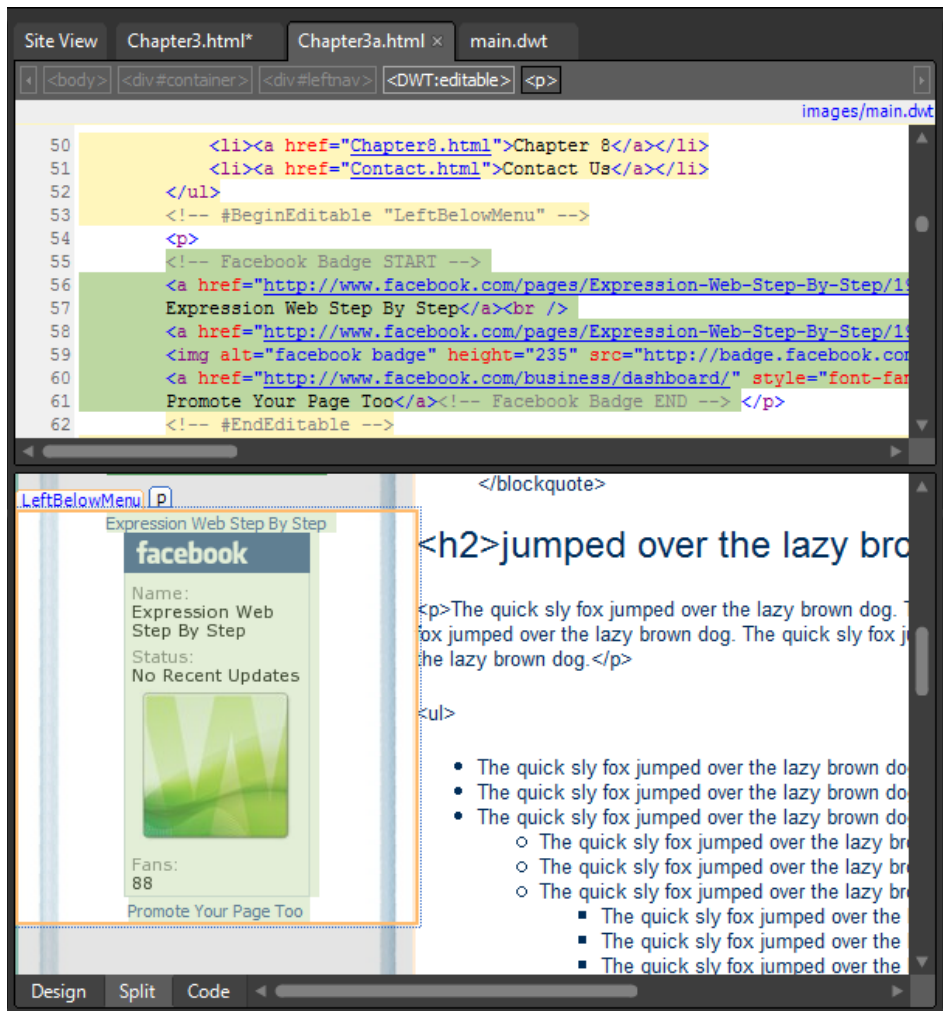 Site View Chapter3.html* Chapter3a.html × main.dwt
<body> <div#container> <div#leftnav> <DWT:editable> <p>
images/main.dwt
50 <li><a href="Chapter8.html">Chapter 8</a></li>
51 <li><a href="Contact.html">Contact Us</a></li>
52 </ul>
53 <!-- #BeginEditable "LeftBelowMenu" -->
54 <p>
55 <!-- Facebook Badge START -->
56 <a href="http://www.facebook.com/pages/Expression-Web-Step-By-Step/19
57 Expression Web Step By Step</a><br />
58 <a href="http://www.facebook.com/pages/Expression-Web-Step-By-Step/19
59 <img alt="facebook badge" height="235" src="http://badge.facebook.com
60 <a href="http://www.facebook.com/business/dashboard/" style="font-fam
61 Promote Your Page Too</a><!-- Facebook Badge END --> </p>
62 <!-- #EndEditable -->
LeftBelowMenu p
Expression Web Step By Step
facebook
Name:
Expression Web
Step By Step
Status:
No Recent Updates
Fans:
88
Promote Your Page Too
</blockquote>
<h2>jumped over the lazy bro
<p>The quick sly fox jumped over the lazy brown dog.
fox jumped over the lazy brown dog. The quick sly fox
the lazy brown dog.</p>
<ul>
• The quick sly fox jumped over the lazy brown do
• The quick sly fox jumped over the lazy brown do
• The quick sly fox jumped over the lazy brown do
○ The quick sly fox jumped over the lazy br
○ The quick sly fox jumped over the lazy br
○ The quick sly fox jumped over the lazy br
▪ The quick sly fox jumped over the
▪ The quick sly fox jumped over the
▪ The quick sly fox jumped over the
Design Split Code